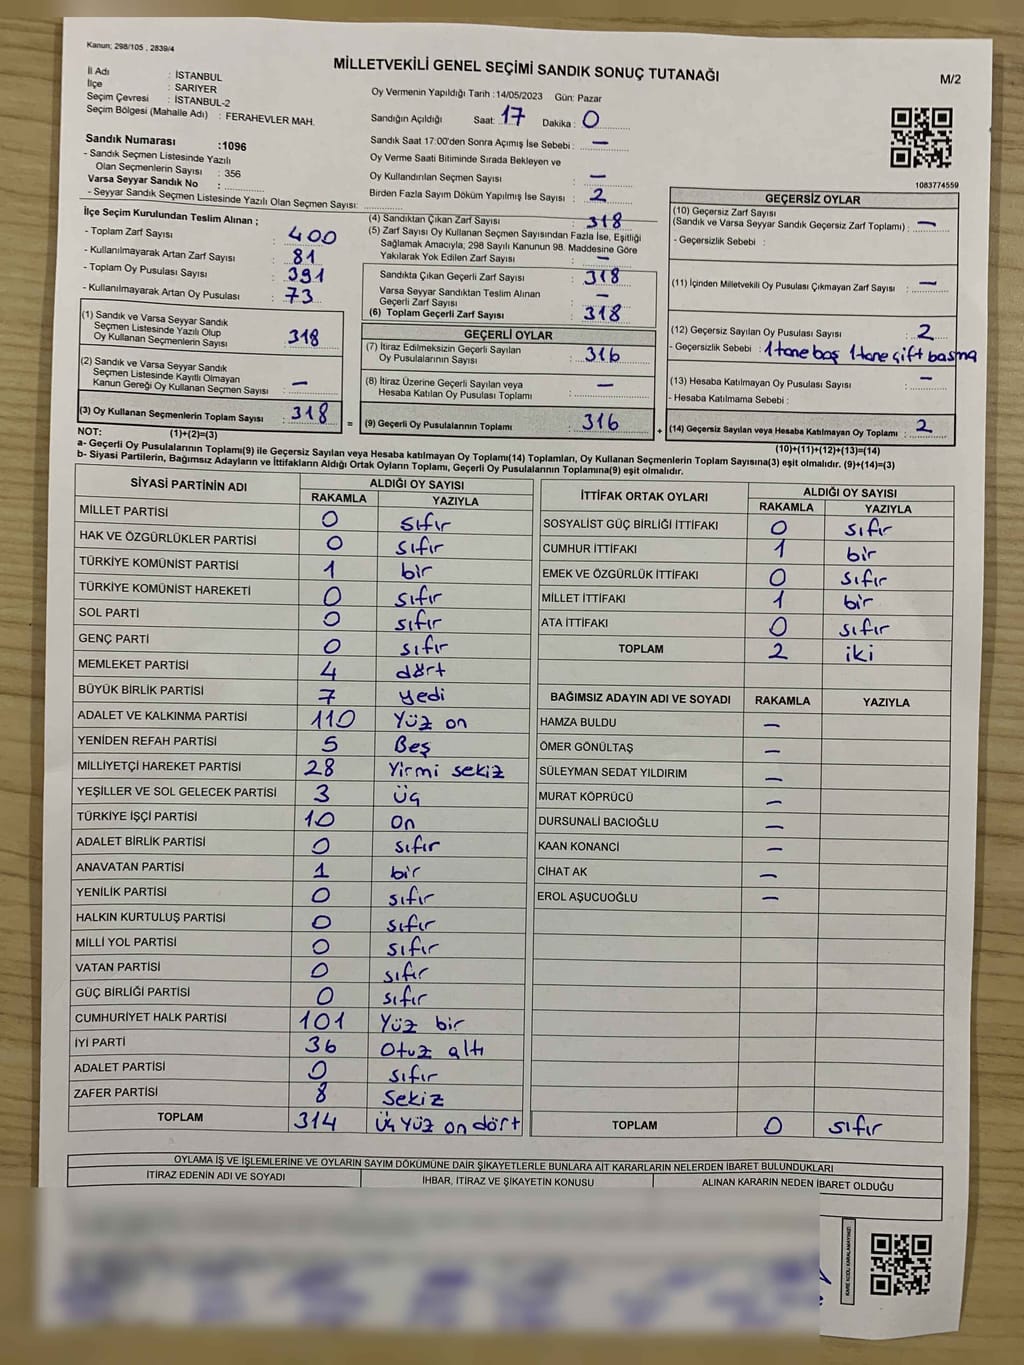 Kanun; 298/105 , 2839/4
MİLLETVEKİLİ GENEL SEÇİMİ SANDIK SONUÇ TUTANAĞI
M/2
İl Adı : İSTANBUL
İlçe : SARIYER
Seçim Çevresi : İSTANBUL-2
Seçim Bölgesi (Mahalle Adı) : FERAHEVLER MAH.
Oy Vermenin Yapıldığı Tarih :14/05/2023 Gün: Pazar
Sandığın Açıldığı Saat: 17 Dakika : 0
Sandık Saat 17:00'den Sonra Açımış İse Sebebi : —
Oy Verme Saati Bitiminde Sırada Bekleyen ve
Oy Kullandırılan Seçmen Sayısı : —
Birden Fazla Sayım Döküm Yapılmış İse Sayısı : 2
Sandık Numarası :1096
- Sandık Seçmen Listesinde Yazılı
Olan Seçmenlerin Sayısı : 356
Varsa Seyyar Sandık No :
- Seyyar Sandık Seçmen Listesinde Yazılı Olan Seçmen Sayısı:
1083774559
İlçe Seçim Kurulundan Teslim Alınan ;
- Toplam Zarf Sayısı : 400
- Kullanılmayarak Artan Zarf Sayısı : 81
- Toplam Oy Pusulası Sayısı : 391
- Kullanılmayarak Artan Oy Pusulası : 73
(1) Sandık ve Varsa Seyyar Sandık
Seçmen Listesinde Yazılı Olup
Oy Kullanan Seçmenlerin Sayısı : 318
(2) Sandık ve Varsa Seyyar Sandık
Seçmen Listesinde Kayıtlı Olmayan
Kanun Gereği Oy Kullanan Seçmen Sayısı : —
(3) Oy Kullanan Seçmenlerin Toplam Sayısı : 318
(4) Sandıktan Çıkan Zarf Sayısı : 318
(5) Zarf Sayısı Oy Kullanan Seçmen Sayısından Fazla İse, Eşitliği
Sağlamak Amacıyla; 298 Sayılı Kanunun 98. Maddesine Göre
Yakılarak Yok Edilen Zarf Sayısı : —
Sandıkta Çıkan Geçerli Zarf Sayısı : 318
Varsa Seyyar Sandıktan Teslim Alınan
Geçerli Zarf Sayısı : —
(6) Toplam Geçerli Zarf Sayısı : 318
GEÇERLİ OYLAR
(7) İtiraz Edilmeksizin Geçerli Sayılan
Oy Pusulalarının Sayısı : 316
(8) İtiraz Üzerine Geçerli Sayılan veya
Hesaba Katılan Oy Pusulası Toplamı : —
= (9) Geçerli Oy Pusulalarının Toplamı : 316
GEÇERSİZ OYLAR
(10) Geçersiz Zarf Sayısı
(Sandık ve Varsa Seyyar Sandık Geçersiz Zarf Toplamı) : —
- Geçersizlik Sebebi :
(11) İçinden Milletvekili Oy Pusulası Çıkmayan Zarf Sayısı : —
(12) Geçersiz Sayılan Oy Pusulası Sayısı : 2
- Geçersizlik Sebebi : 1 tane boş 1 tane çift basma
(13) Hesaba Katılmayan Oy Pusulası Sayısı : —
- Hesaba Katılmama Sebebi :
+ (14) Geçersiz Sayılan veya Hesaba Katılmayan Oy Toplamı : 2
NOT: (1)+(2)=(3)
(10)+(11)+(12)+(13)=(14)
a- Geçerli Oy Pusulalarının Toplamı(9) ile Geçersiz Sayılan veya Hesaba katılmayan Oy Toplamı(14) Toplamları, Oy Kullanan Seçmenlerin Toplam Sayısına(3) eşit olmalıdır. (9)+(14)=(3)
b- Siyasi Partilerin, Bağımsız Adayların ve İttifakların Aldığı Ortak Oyların Toplamı, Geçerli Oy Pusulalarının Toplamına(9) eşit olmalıdır.
SİYASİ PARTİNİN ADI ALDIĞI OY SAYISI
RAKAMLA YAZIYLA
MİLLET PARTİSİ 0 sıfır
HAK VE ÖZGÜRLÜKLER PARTİSİ 0 sıfır
TÜRKİYE KOMÜNİST PARTİSİ 1 bir
TÜRKİYE KOMÜNİST HAREKETİ 0 sıfır
SOL PARTİ 0 sıfır
GENÇ PARTİ 0 sıfır
MEMLEKET PARTİSİ 4 dört
BÜYÜK BİRLİK PARTİSİ 7 yedi
ADALET VE KALKINMA PARTİSİ 110 Yüz on
YENİDEN REFAH PARTİSİ 5 Beş
MİLLİYETÇİ HAREKET PARTİSİ 28 Yirmi sekiz
YEŞİLLER VE SOL GELECEK PARTİSİ 3 üç
TÜRKİYE İŞÇİ PARTİSİ 10 on
ADALET BİRLİK PARTİSİ 0 sıfır
ANAVATAN PARTİSİ 1 bir
YENİLİK PARTİSİ 0 sıfır
HALKIN KURTULUŞ PARTİSİ 0 sıfır
MİLLİ YOL PARTİSİ 0 sıfır
VATAN PARTİSİ 0 sıfır
GÜÇ BİRLİĞİ PARTİSİ 0 sıfır
CUMHURİYET HALK PARTİSİ 101 Yüz bir
İYİ PARTİ 36 Otuz altı
ADALET PARTİSİ 0 sıfır
ZAFER PARTİSİ 8 Sekiz
TOPLAM 314 Üç yüz on dört
İTTİFAK ORTAK OYLARI ALDIĞI OY SAYISI
RAKAMLA YAZIYLA
SOSYALİST GÜÇ BİRLİĞİ İTTİFAKI 0 sıfır
CUMHUR İTTİFAKI 1 bir
EMEK VE ÖZGÜRLÜK İTTİFAKI 0 sıfır
MİLLET İTTİFAKI 1 bir
ATA İTTİFAKI 0 sıfır
TOPLAM 2 iki
BAĞIMSIZ ADAYIN ADI VE SOYADI RAKAMLA YAZIYLA
HAMZA BULDU —
ÖMER GÖNÜLTAŞ —
SÜLEYMAN SEDAT YILDIRIM —
MURAT KÖPRÜCÜ —
DURSUNALİ BACIOĞLU —
KAAN KONANCİ —
CİHAT AK —
EROL AŞUCUOĞLU —
TOPLAM 0 sıfır
OYLAMA İŞ VE İŞLEMLERİNE VE OYLARIN SAYIM DÖKÜMÜNE DAİR ŞİKAYETLERLE BUNLARA AİT KARARLARIN NELERDEN İBARET BULUNDUKLARI
İTİRAZ EDENİN ADI VE SOYADI İHBAR, İTİRAZ VE ŞİKAYETİN KONUSU ALINAN KARARIN NEDEN İBARET OLDUĞU
KARE KODU KARALAMAYINIZ!